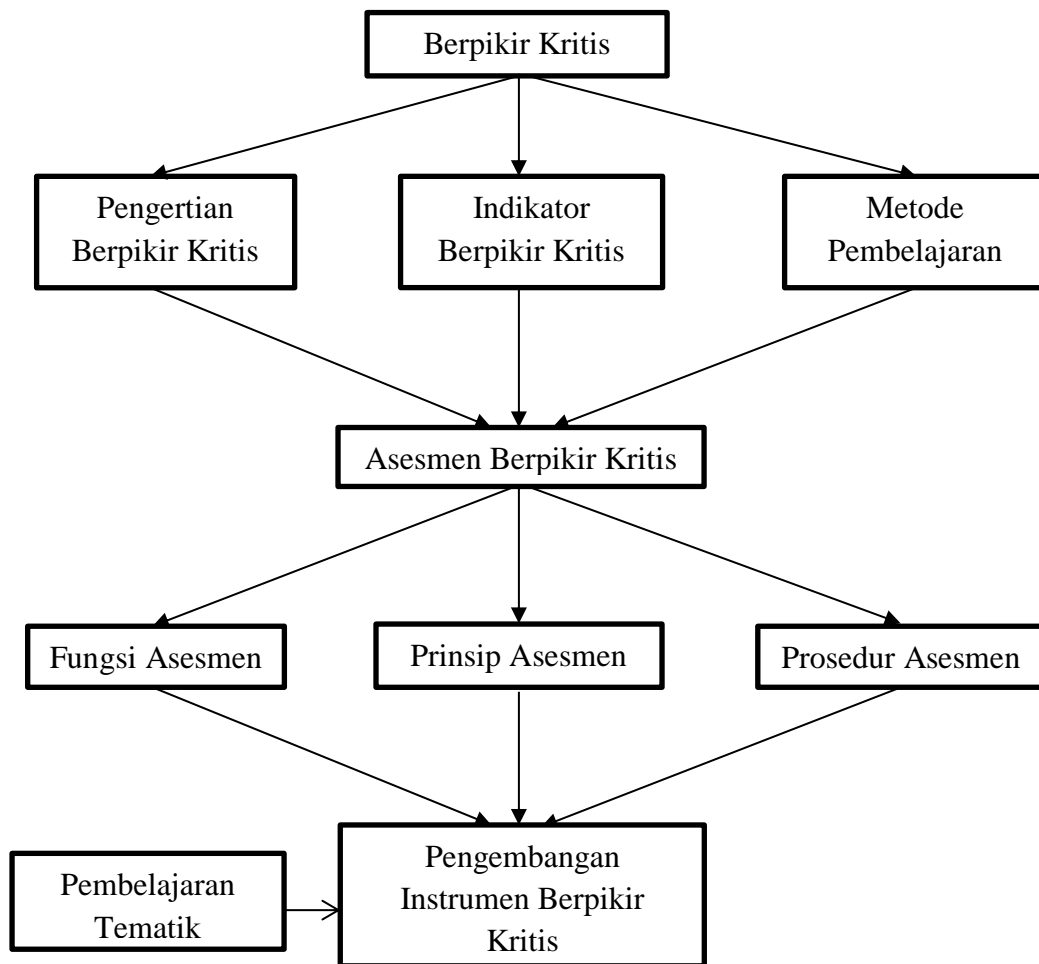 Berpikir Kritis
Pengertian
Berpikir Kritis
Indikator
Berpikir Kritis
Metode
Pembelajaran
Asesmen Berpikir Kritis
Fungsi Asesmen
Prinsip Asesmen
Prosedur Asesmen
Pembelajaran
Tematik
Pengembangan
Instrumen Berpikir
Kritis